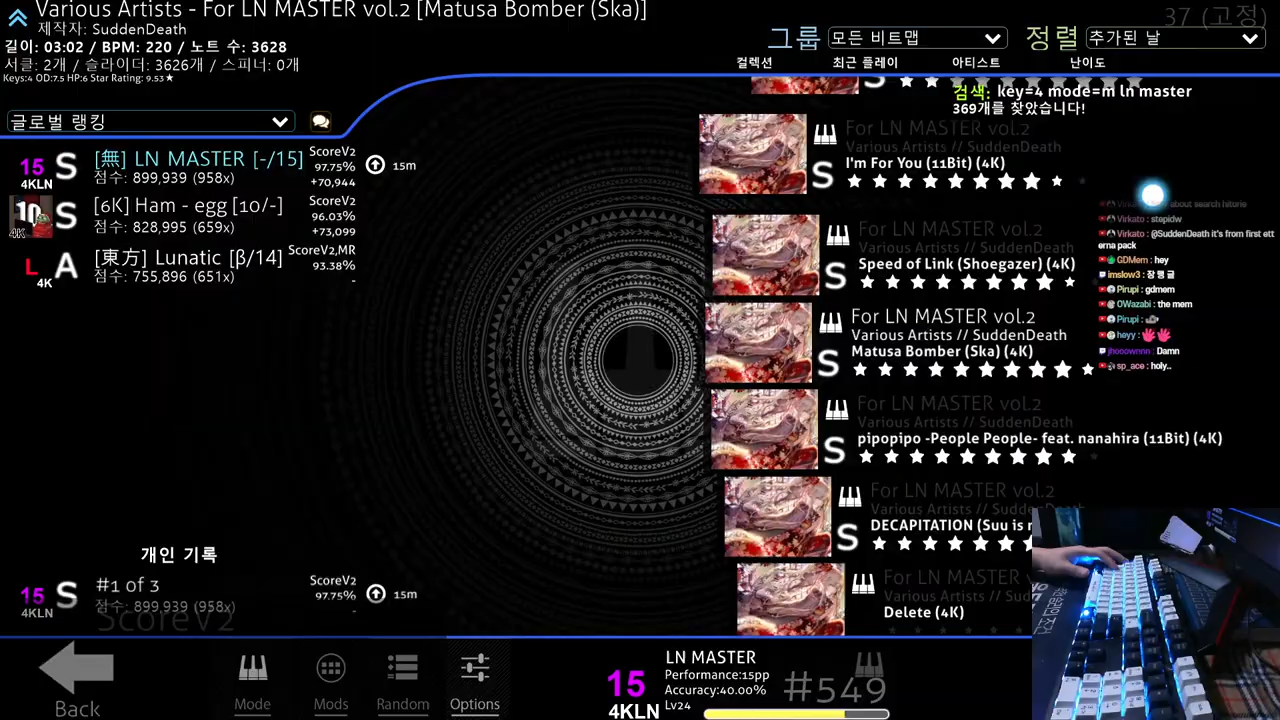 Various Artists - For LN MASTER vol.2 [Matusa Bomber (Ska)]
제작자: SuddenDeath
길이: 03:02 / BPM: 220 / 노트 수: 3628
서클: 2개 / 슬라이더: 3626개 / 스피너: 0개
Keys:4 OD:7.5 HP:6 Star Rating: 9.53★
37 (고정)
그룹 모든 비트맵
정렬 추가된 날
컬렉션 최근 플레이 아티스트 난이도
검색: key=4 mode=m ln master
369개를 찾았습니다!
글로벌 랭킹
15 4KLN S [無] LN MASTER [-/15]
점수: 899,939 (958x)
ScoreV2
97.75%
+70,944
15m
10 4K S [6K] Ham - egg [10/-]
점수: 828,995 (659x)
ScoreV2
96.03%
+73,099
L 4K A [東方] Lunatic [β/14]
점수: 755,896 (651x)
ScoreV2,MR
93.38%
-
S
For LN MASTER vol.2
Various Artists // SuddenDeath
I'm For You (11Bit) (4K)
S
For LN MASTER vol.2
Various Artists // SuddenDeath
Speed of Link (Shoegazer) (4K)
S
For LN MASTER vol.2
Various Artists // SuddenDeath
Matusa Bomber (Ska) (4K)
S
For LN MASTER vol.2
Various Artists // SuddenDeath
pipopipo -People People- feat. nanahira (11Bit) (4K)
S
For LN MASTER vol.2
Various Artists // SuddenDeath
DECAPITATION (Suu is
S
For LN MASTER vol.2
Various Artists // Sudden
Delete (4K)
about search hitorie
Virkato : stepidw
Virkato : @SuddenDeath it's from first ett
erna pack
GDMem : hey
imslow3 : 장 땡 글
Pirupi : gdmem
OWazabi : the mem
Pirupi :
heyy :
jhooownnn : Damn
sp_ace : holy..
개인 기록
15 4KLN S #1 of 3
점수: 899,939 (958x)
ScoreV2
97.75%
-
15m
ScoreV2
Back
Mode
Mods
Random
Options
15 4KLN
LN MASTER
Performance:15pp
Accuracy:40.00%
Lv24
#549